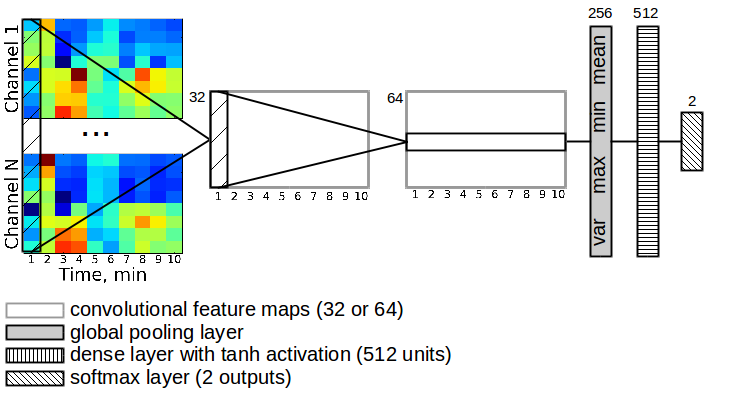 256 512
Channel 1
32
64
mean
min
max
var
2
...
Channel N
1 2 3 4 5 6 7 8 9 10
1 2 3 4 5 6 7 8 9 10
1 2 3 4 5 6 7 8 9 10
Time, min
convolutional feature maps (32 or 64)
global pooling layer
dense layer with tanh activation (512 units)
softmax layer (2 outputs)